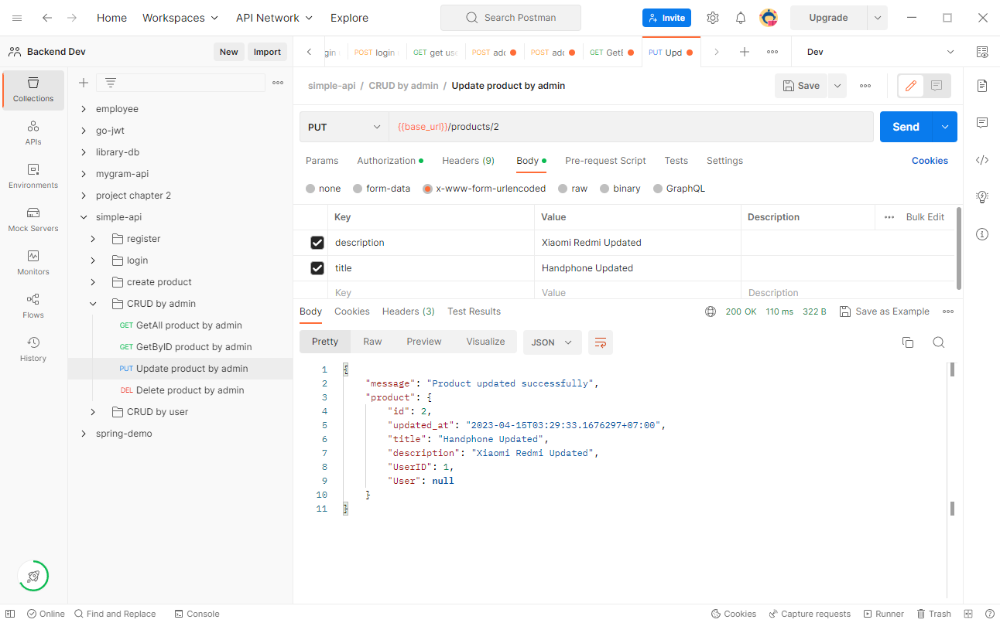 Home Workspaces API Network Explore Search Postman Invite Upgrade
Backend Dev New Import
gin POST login GET get use POST add POST add GET GetE PUT Upd Dev
Collections
APIs
Environments
Mock Servers
Monitors
Flows
History
employee
go-jwt
library-db
mygram-api
project chapter 2
simple-api
register
login
create product
CRUD by admin
GET GetAll product by admin
GET GetByID product by admin
PUT Update product by admin
DEL Delete product by admin
CRUD by user
spring-demo
simple-api / CRUD by admin / Update product by admin Save
PUT {{base_url}}/products/2 Send
Params Authorization Headers (9) Body Pre-request Script Tests Settings Cookies
none form-data x-www-form-urlencoded raw binary GraphQL
Key Value Description Bulk Edit
description Xiaomi Redmi Updated
title Handphone Updated
Key Value Description
Body Cookies Headers (3) Test Results 200 OK 110 ms 322 B Save as Example
Pretty Raw Preview Visualize JSON
1 {
2 "message": "Product updated successfully",
3 "product": {
4 "id": 2,
5 "updated_at": "2023-04-15T03:29:33.1676297+07:00",
6 "title": "Handphone Updated",
7 "description": "Xiaomi Redmi Updated",
8 "UserID": 1,
9 "User": null
10 }
11 }
Online Find and Replace Console Cookies Capture requests Runner Trash